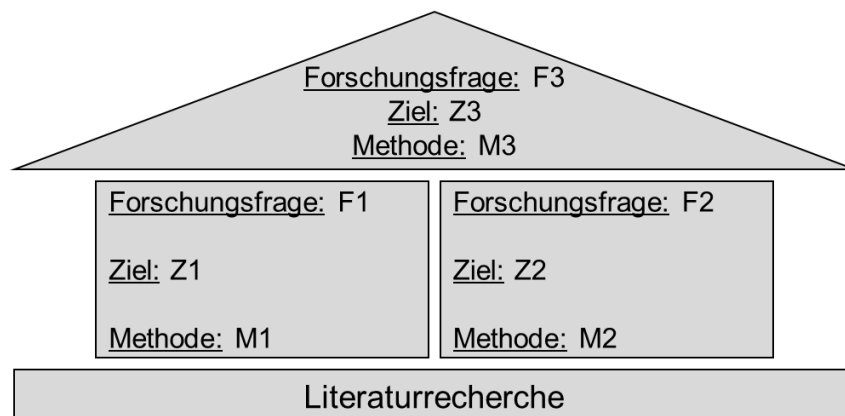 Forschungsfrage: F3
Ziel: Z3
Methode: M3
Forschungsfrage: F1
Ziel: Z1
Methode: M1
Forschungsfrage: F2
Ziel: Z2
Methode: M2
Literaturrecherche